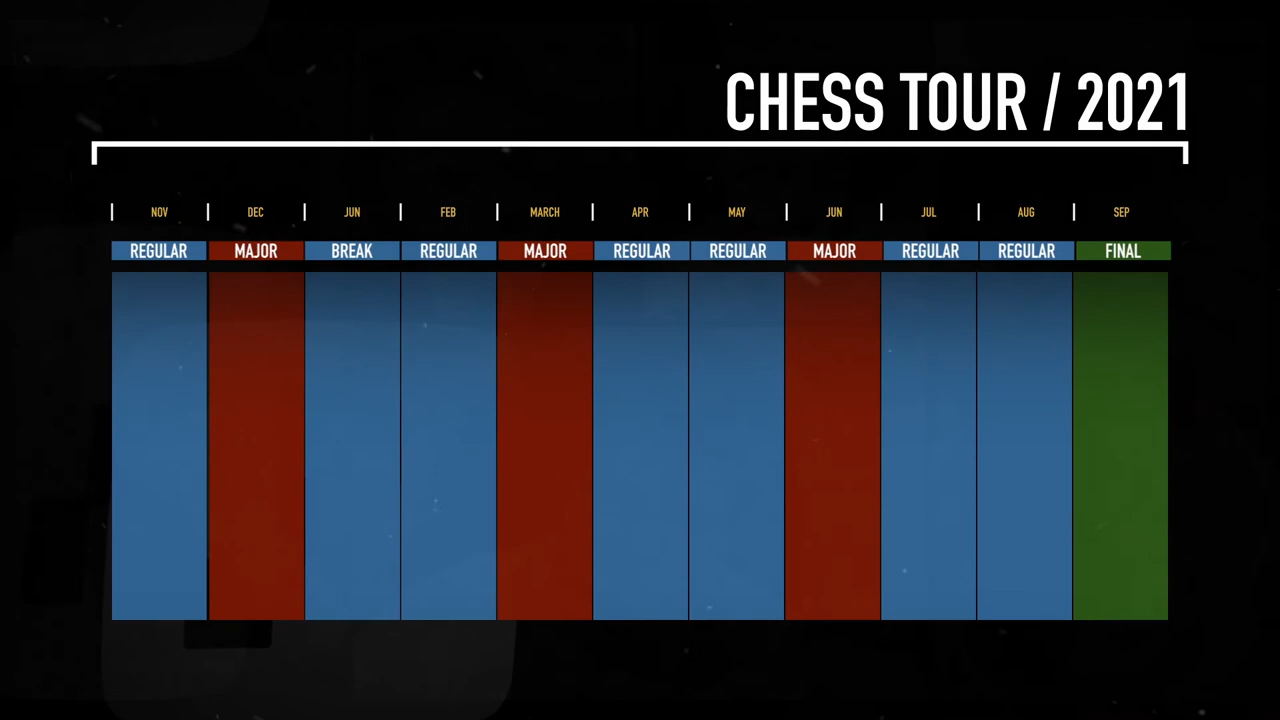 CHESS TOUR / 2021
NOV DEC JUN FEB MARCH APR MAY JUN JUL AUG SEP
REGULAR MAJOR BREAK REGULAR MAJOR REGULAR REGULAR MAJOR REGULAR REGULAR FINAL